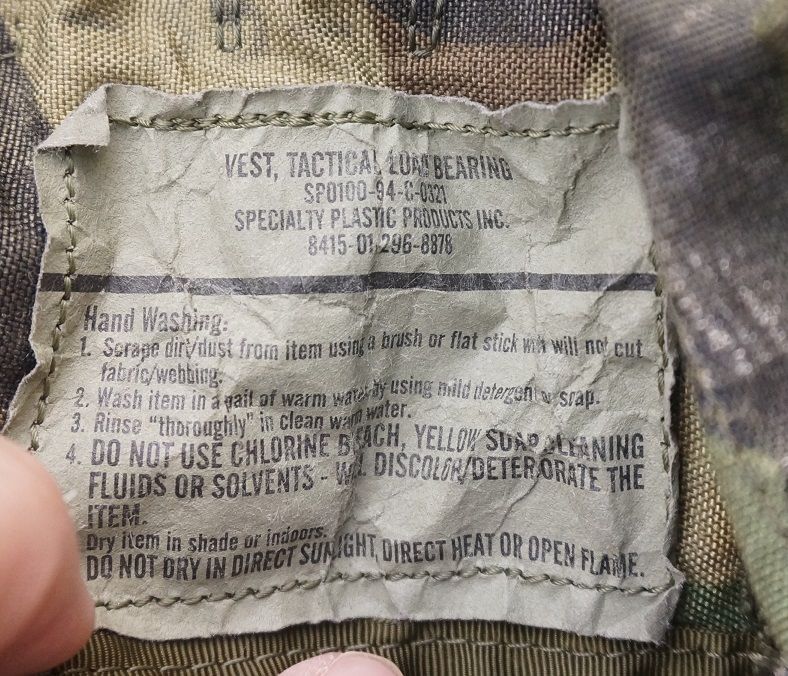 VEST, TACTICAL LOAD BEARING
SP0100-94-C-0321
SPECIALTY PLASTIC PRODUCTS INC.
8415-01-296-8878
Hand Washing:
1. Scrape dirt/dust from item using a brush or flat stick will not cut
fabric/webbing.
2. Wash item in a pail of warm water by using mild detergent or soap.
3. Rinse "thoroughly" in clean warm water.
4. DO NOT USE CHLORINE BLEACH, YELLOW SOAP, CLEANING
FLUIDS OR SOLVENTS - WILL DISCOLOR/DETERIORATE THE
ITEM.
Dry item in shade or indoors.
DO NOT DRY IN DIRECT SUNLIGHT, DIRECT HEAT OR OPEN FLAME.